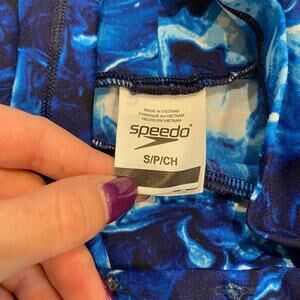 MADE IN VIETNAM
FABRIQUÉ AU VIETNAM
HECHO EN VIETNAM
speedo
S/P/CH